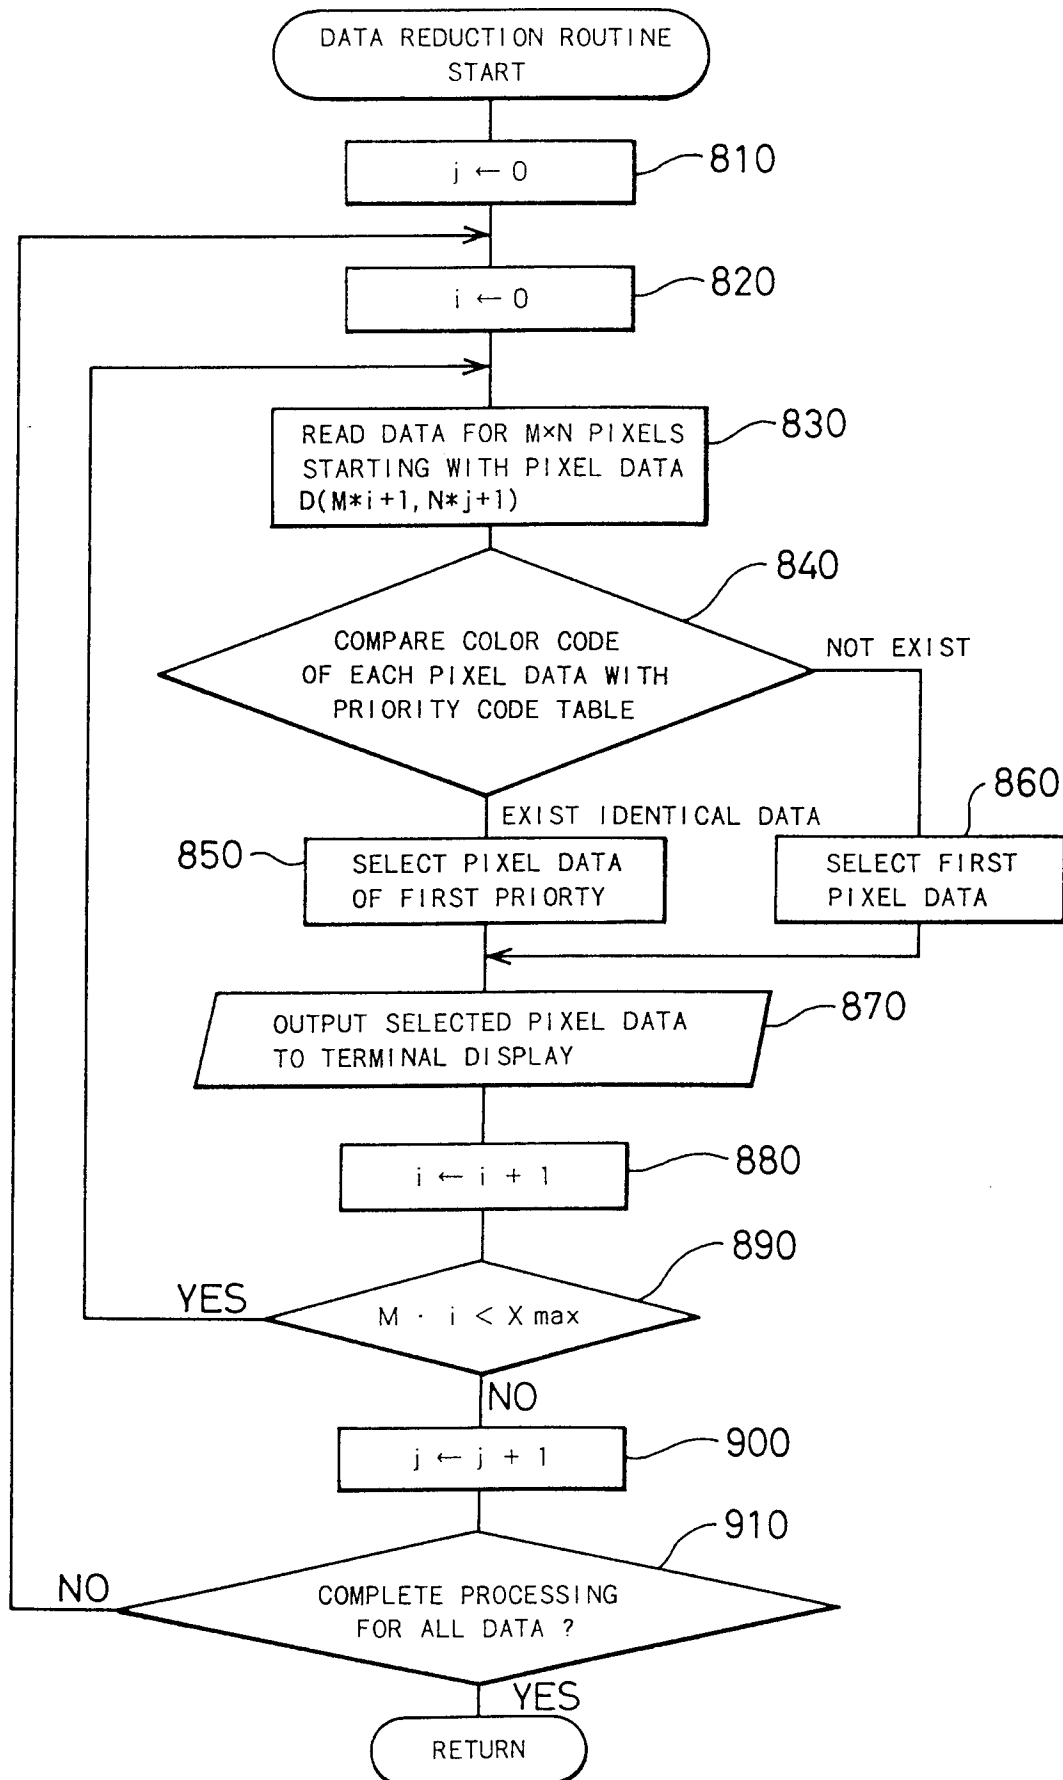 DATA REDUCTION ROUTINE
START
j ← 0
810
i ← 0
820
READ DATA FOR M×N PIXELS
STARTING WITH PIXEL DATA
D(M*i+1, N*j+1)
830
COMPARE COLOR CODE
OF EACH PIXEL DATA WITH
PRIORITY CODE TABLE
840
NOT EXIST
EXIST IDENTICAL DATA
850
SELECT PIXEL DATA
OF FIRST PRIORTY
860
SELECT FIRST
PIXEL DATA
OUTPUT SELECTED PIXEL DATA
TO TERMINAL DISPLAY
870
i ← i + 1
880
890
YES
M · i < X max
NO
j ← j + 1
900
910
NO
COMPLETE PROCESSING
FOR ALL DATA ?
YES
RETURN